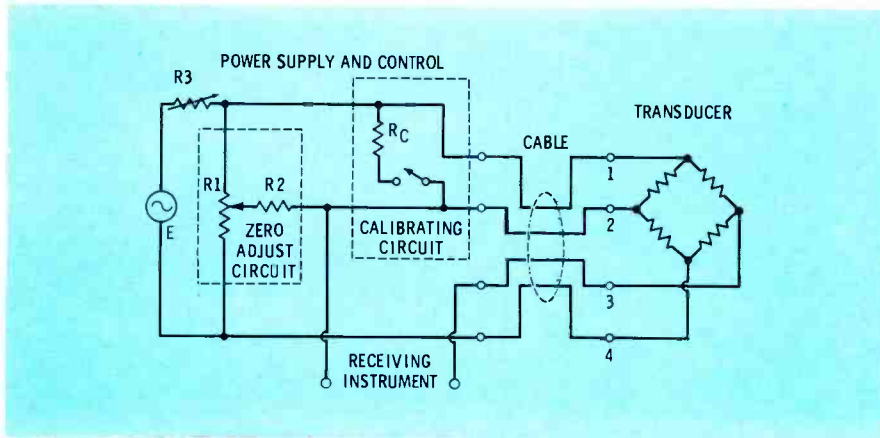 POWER SUPPLY AND CONTROL
R3
RC
CABLE
TRANSDUCER
R1
R2
1
2
E
ZERO
ADJUST
CIRCUIT
CALIBRATING
CIRCUIT
3
4
RECEIVING
INSTRUMENT